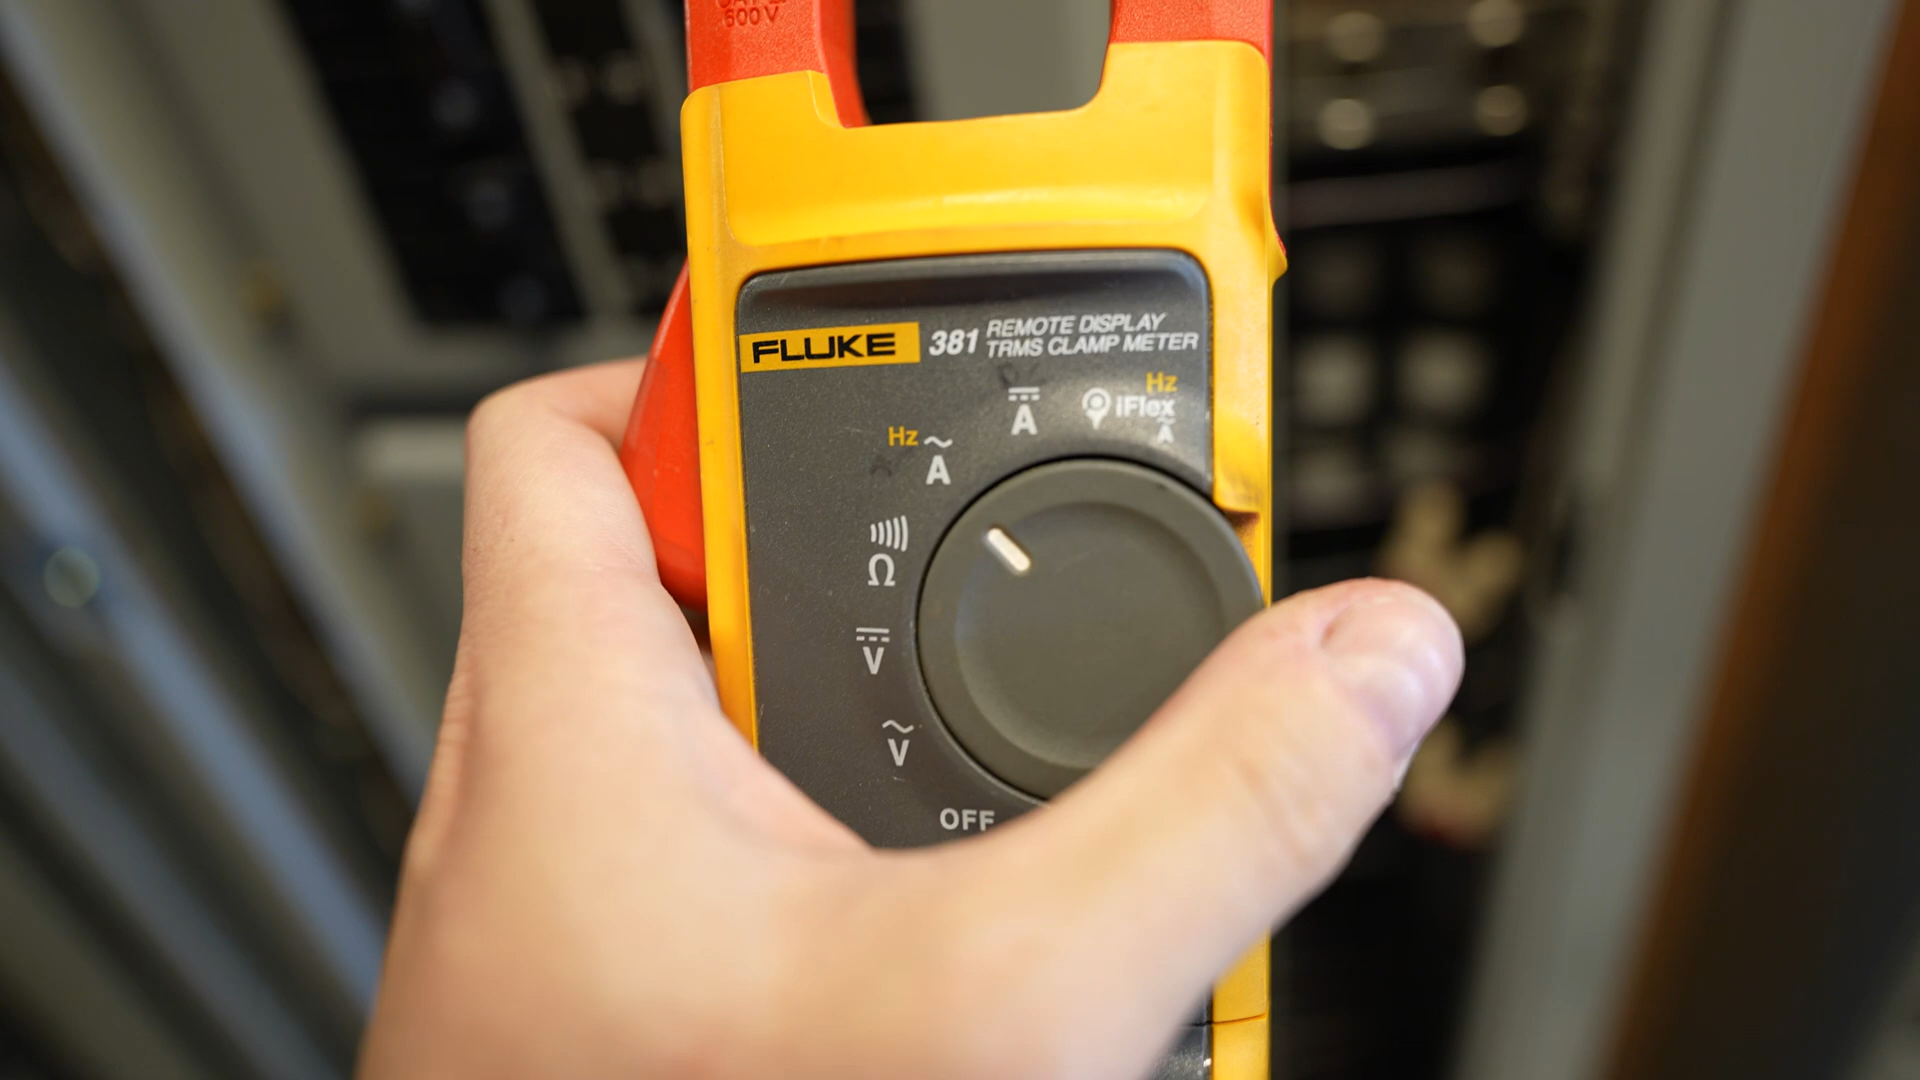 600V
FLUKE 381 REMOTE DISPLAY
TRMS CLAMP METER
Hz
iFlex
Ã
A
Hz
Ã
Ω
V
Ṽ
OFF